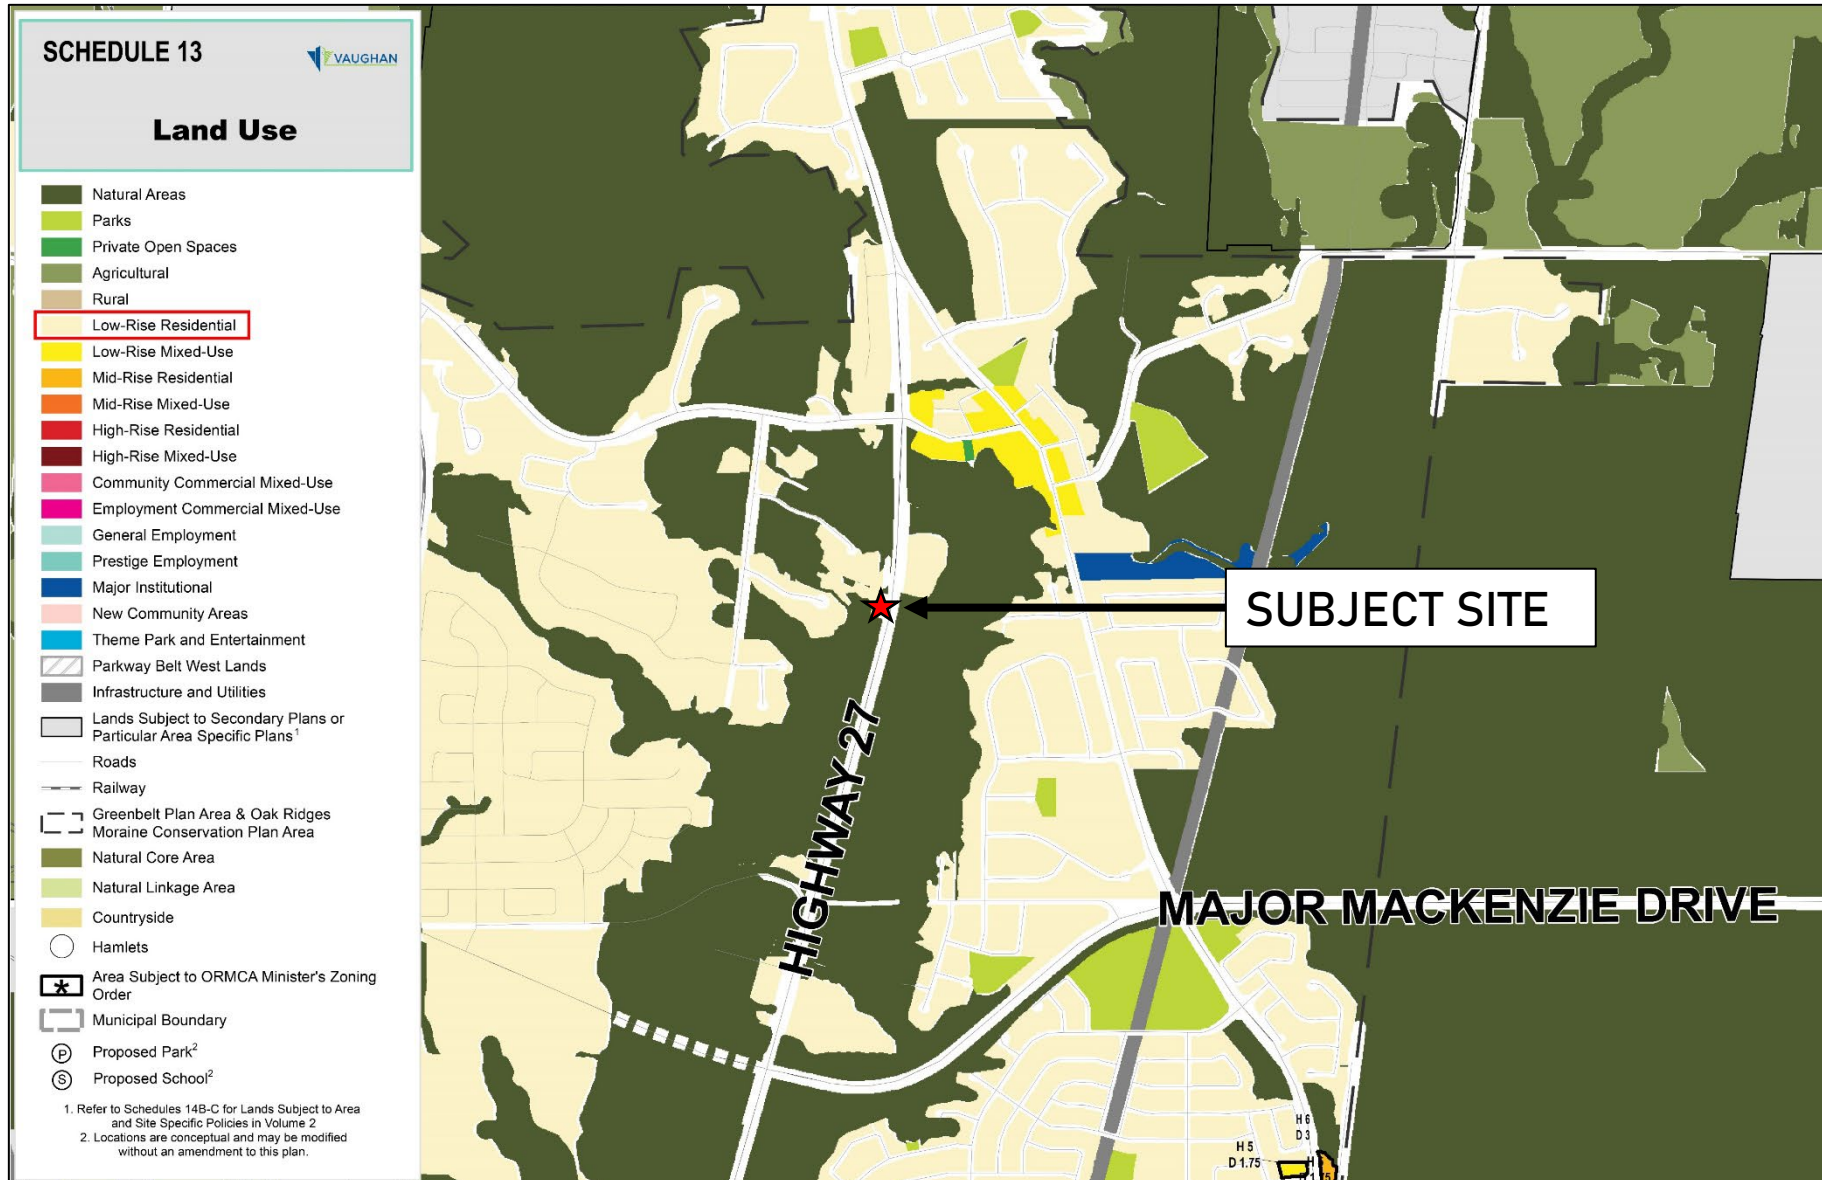 SCHEDULE 13
VAUGHAN
Land Use
Natural Areas
Parks
Private Open Spaces
Agricultural
Rural
Low-Rise Residential
Low-Rise Mixed-Use
Mid-Rise Residential
Mid-Rise Mixed-Use
High-Rise Residential
High-Rise Mixed-Use
Community Commercial Mixed-Use
Employment Commercial Mixed-Use
General Employment
Prestige Employment
Major Institutional
New Community Areas
Theme Park and Entertainment
Parkway Belt West Lands
Infrastructure and Utilities
Lands Subject to Secondary Plans or
Particular Area Specific Plans1
Roads
Railway
Greenbelt Plan Area & Oak Ridges
Moraine Conservation Plan Area
Natural Core Area
Natural Linkage Area
Countryside
Hamlets
* Area Subject to ORMCA Minister's Zoning
Order
Municipal Boundary
P Proposed Park2
S Proposed School2
1. Refer to Schedules 14B-C for Lands Subject to Area
and Site Specific Policies in Volume 2
2. Locations are conceptual and may be modified
without an amendment to this plan.
SUBJECT SITE
HIGHWAY 27
MAJOR MACKENZIE DRIVE
H 6
D 3
H 5
D 1.75